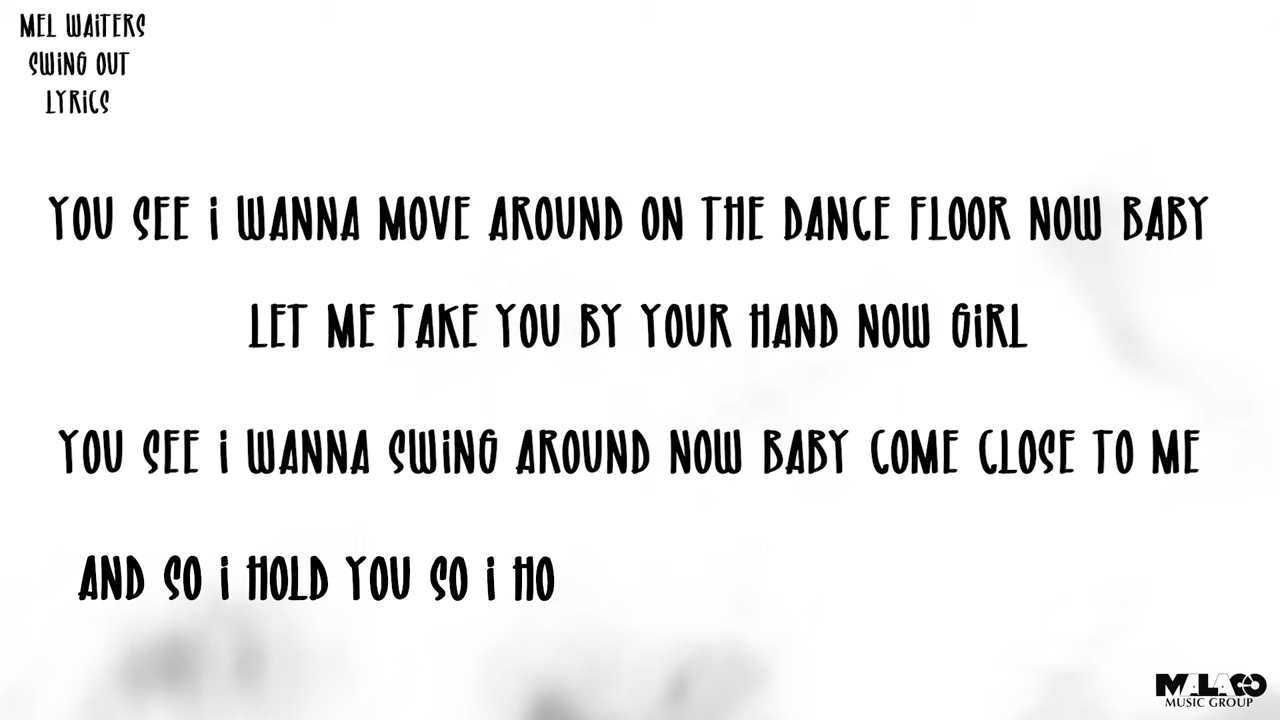 MEL WAITERS
SWiNG OUT
LYRiCS
YOU SEE i WANNA MOVE AROUND ON THE DANCE FLOOR NOW BABY
LET ME TAKE YOU BY YOUR HAND NOW GiRL
YOU SEE i WANNA SWiNG AROUND NOW BABY COME CLOSE TO ME
AND SO i HOLD YOU SO i HO
MALACO
MUSIC GROUP